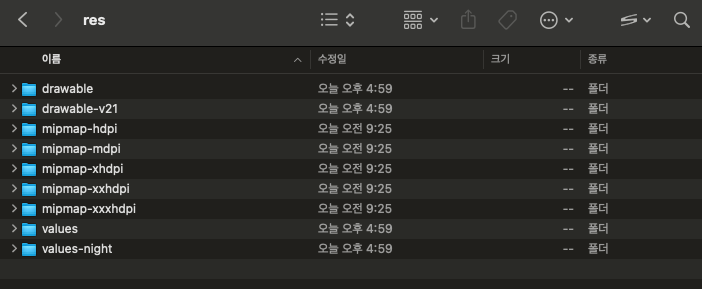 res
이름 수정일 크기 종류
drawable 오늘 오후 4:59 -- 폴더
drawable-v21 오늘 오후 4:59 -- 폴더
mipmap-hdpi 오늘 오전 9:25 -- 폴더
mipmap-mdpi 오늘 오전 9:25 -- 폴더
mipmap-xhdpi 오늘 오전 9:25 -- 폴더
mipmap-xxhdpi 오늘 오전 9:25 -- 폴더
mipmap-xxxhdpi 오늘 오전 9:25 -- 폴더
values 오늘 오후 4:59 -- 폴더
values-night 오늘 오후 4:59 -- 폴더